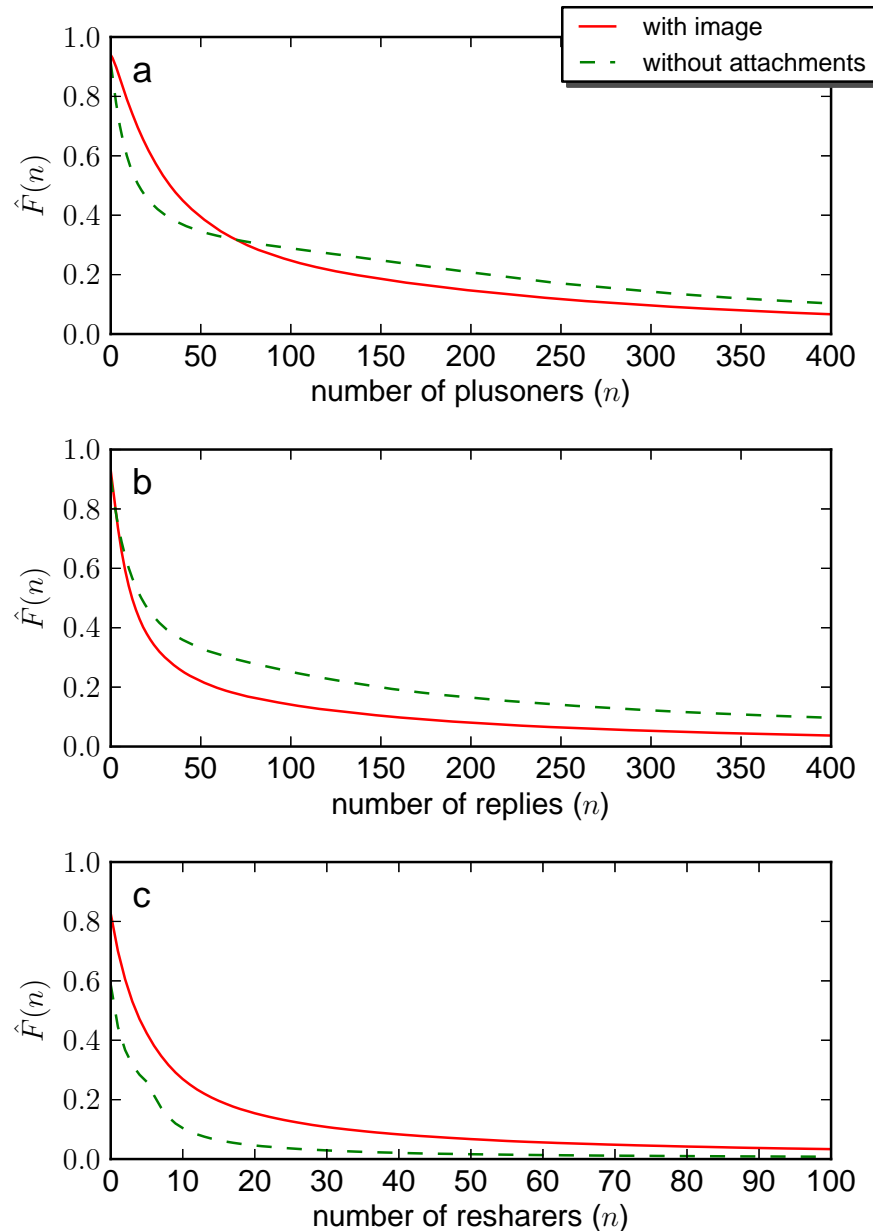 with image
without attachments
a
1.0
0.8
0.6
0.4
0.2
0.0
F̂(n)
0 50 100 150 200 250 300 350 400
number of plusoners (n)
b
1.0
0.8
0.6
0.4
0.2
0.0
F̂(n)
0 50 100 150 200 250 300 350 400
number of replies (n)
c
1.0
0.8
0.6
0.4
0.2
0.0
F̂(n)
0 10 20 30 40 50 60 70 80 90 100
number of resharers (n)